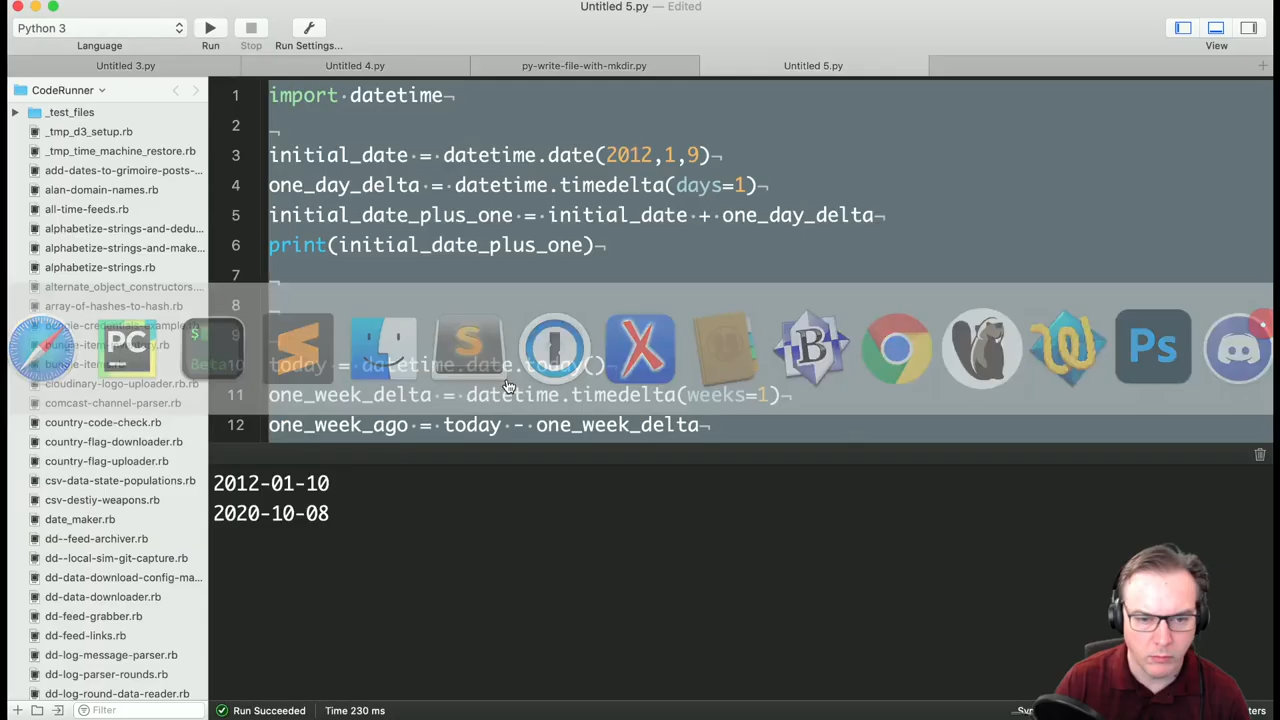 Untitled 5.py — Edited
Python 3
Language
Run
Stop
Run Settings...
View
Untitled 3.py
Untitled 4.py
py-write-file-with-mkdir.py
Untitled 5.py
CodeRunner
_test_files
_tmp_d3_setup.rb
_tmp_time_machine_restore.rb
add-dates-to-grimoire-posts-...
alan-domain-names.rb
all-time-feeds.rb
alphabetize-strings-and-dedu...
alphabetize-strings-and-make...
alphabetize-strings.rb
alternate_object_constructors....
array-of-hashes-to-hash.rb
cloudinary-logo-uploader.rb
comcast-channel-parser.rb
country-code-check.rb
country-flag-downloader.rb
country-flag-uploader.rb
csv-data-state-populations.rb
csv-destiy-weapons.rb
date_maker.rb
dd--feed-archiver.rb
dd--local-sim-git-capture.rb
dd-data-download-config-ma...
dd-data-downloader.rb
dd-feed-grabber.rb
dd-feed-links.rb
dd-log-message-parser.rb
dd-log-parser-rounds.rb
dd-log-round-data-reader.rb
Filter
1 import·datetime¬
2 ¬
3 initial_date·=·datetime.date(2012,1,9)¬
4 one_day_delta·=·datetime.timedelta(days=1)¬
5 initial_date_plus_one·=·initial_date·+·one_day_delta¬
6 print(initial_date_plus_one)¬
7 ¬
8 ¬
9 ¬
10 today·=·datetime.date.today()¬
11 one_week_delta·=·datetime.timedelta(weeks=1)¬
12 one_week_ago·=·today·-·one_week_delta¬
PC
$
Beta
S
X
B
Ps
2012-01-10
2020-10-08
Run Succeeded
Time 230 ms